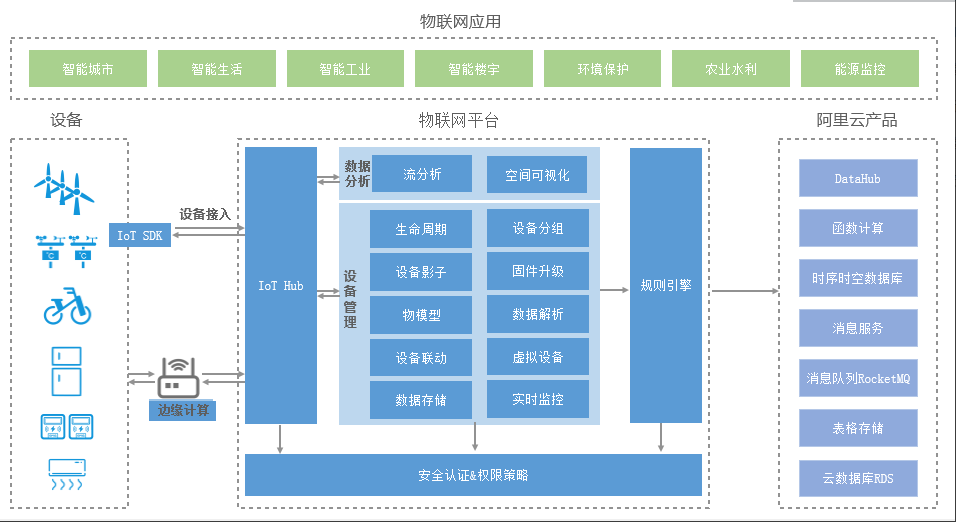 物联网应用
智能城市
智能生活
智能工业
智能楼宇
环境保护
农业水利
能源监控
设备
物联网平台
阿里云产品
IoT SDK
设备接入
℃
℃
边缘计算
IoT Hub
数据
分析
流分析
空间可视化
设备管理
生命周期
设备分组
设备影子
固件升级
物模型
数据解析
设备联动
虚拟设备
数据存储
实时监控
规则引擎
安全认证&权限策略
DataHub
函数计算
时序时空数据库
消息服务
消息队列RocketMQ
表格存储
云数据库RDS